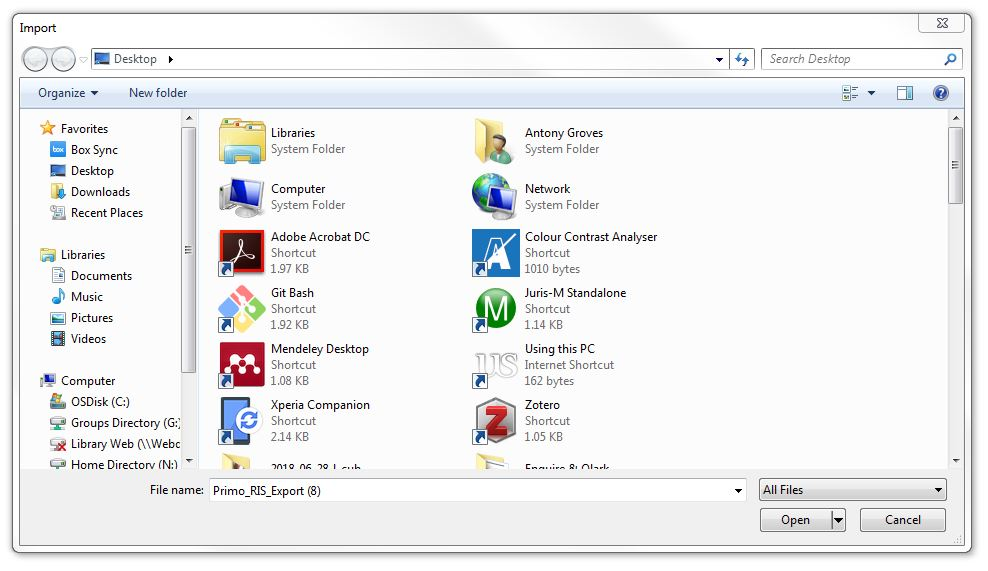 Import
Desktop
Search Desktop
Organize
New folder
Favorites
box
Box Sync
Desktop
Downloads
Recent Places
Libraries
Documents
Music
Pictures
Videos
Computer
OSDisk (C:)
Groups Directory (G:
Library Web (\\Webc
Home Directory (N:)
Libraries
System Folder
Antony Groves
System Folder
Computer
System Folder
Network
System Folder
Adobe Acrobat DC
Shortcut
1.97 KB
Colour Contrast Analyser
Shortcut
1010 bytes
Git Bash
Shortcut
1.92 KB
M
Juris-M Standalone
Shortcut
1.14 KB
Mendeley Desktop
Shortcut
1.08 KB
US
Using this PC
Internet Shortcut
162 bytes
Xperia Companion
Shortcut
2.14 KB
Z
Zotero
Shortcut
1.05 KB
File name:
Primo_RIS_Export (8)
All Files
Open
Cancel